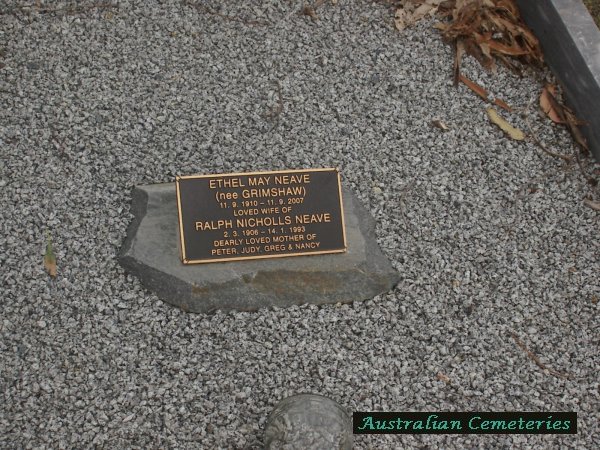 ETHEL MAY NEAVE
(nee GRIMSHAW)
11. 9. 1910 – 11. 9. 2007
LOVED WIFE OF
RALPH NICHOLLS NEAVE
2. 3. 1906 – 14. 1. 1993
DEARLY LOVED MOTHER OF
PETER, JUDY, GREG & NANCY
Australian Cemeteries